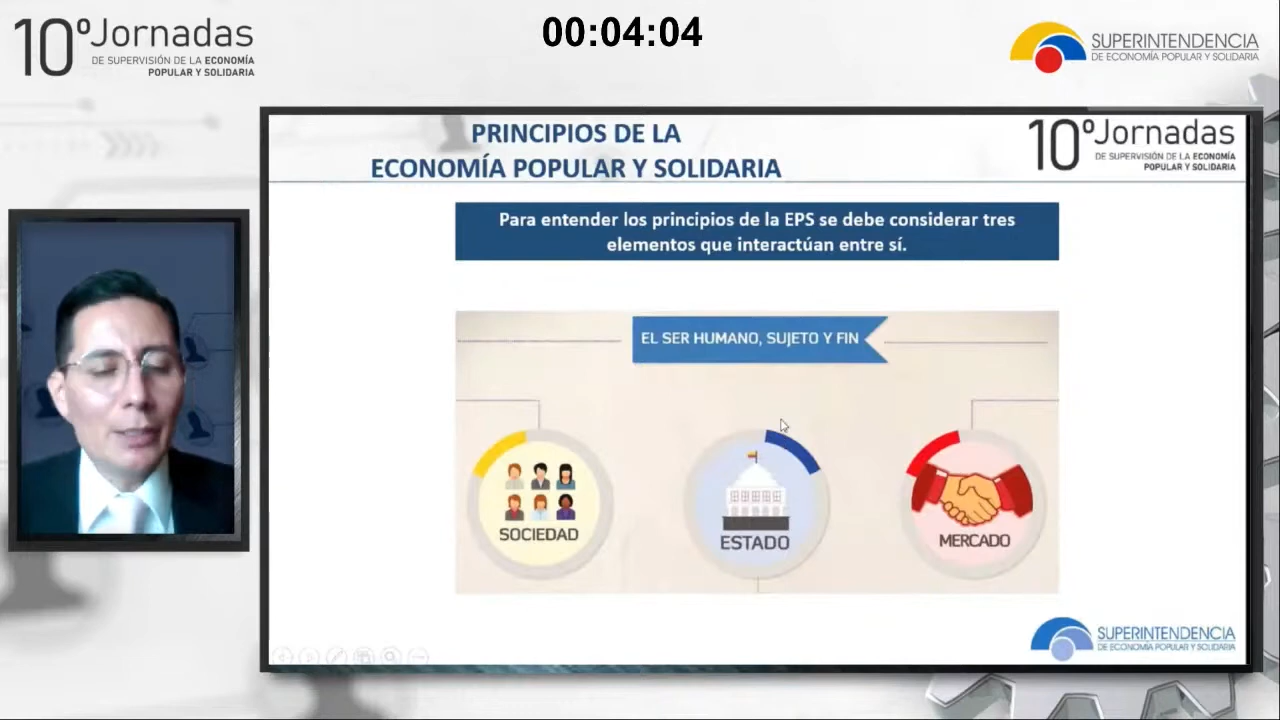 10º Jornadas
DE SUPERVISIÓN DE LA ECONOMÍA
POPULAR Y SOLIDARIA
00:04:04
SUPERINTENDENCIA
DE ECONOMÍA POPULAR Y SOLIDARIA
PRINCIPIOS DE LA
ECONOMÍA POPULAR Y SOLIDARIA
10º Jornadas
DE SUPERVISIÓN DE LA ECONOMÍA
POPULAR Y SOLIDARIA
Para entender los principios de la EPS se debe considerar tres
elementos que interactúan entre sí.
EL SER HUMANO, SUJETO Y FIN
SOCIEDAD
ESTADO
MERCADO
SUPERINTENDENCIA
DE ECONOMÍA POPULAR Y SOLIDARIA